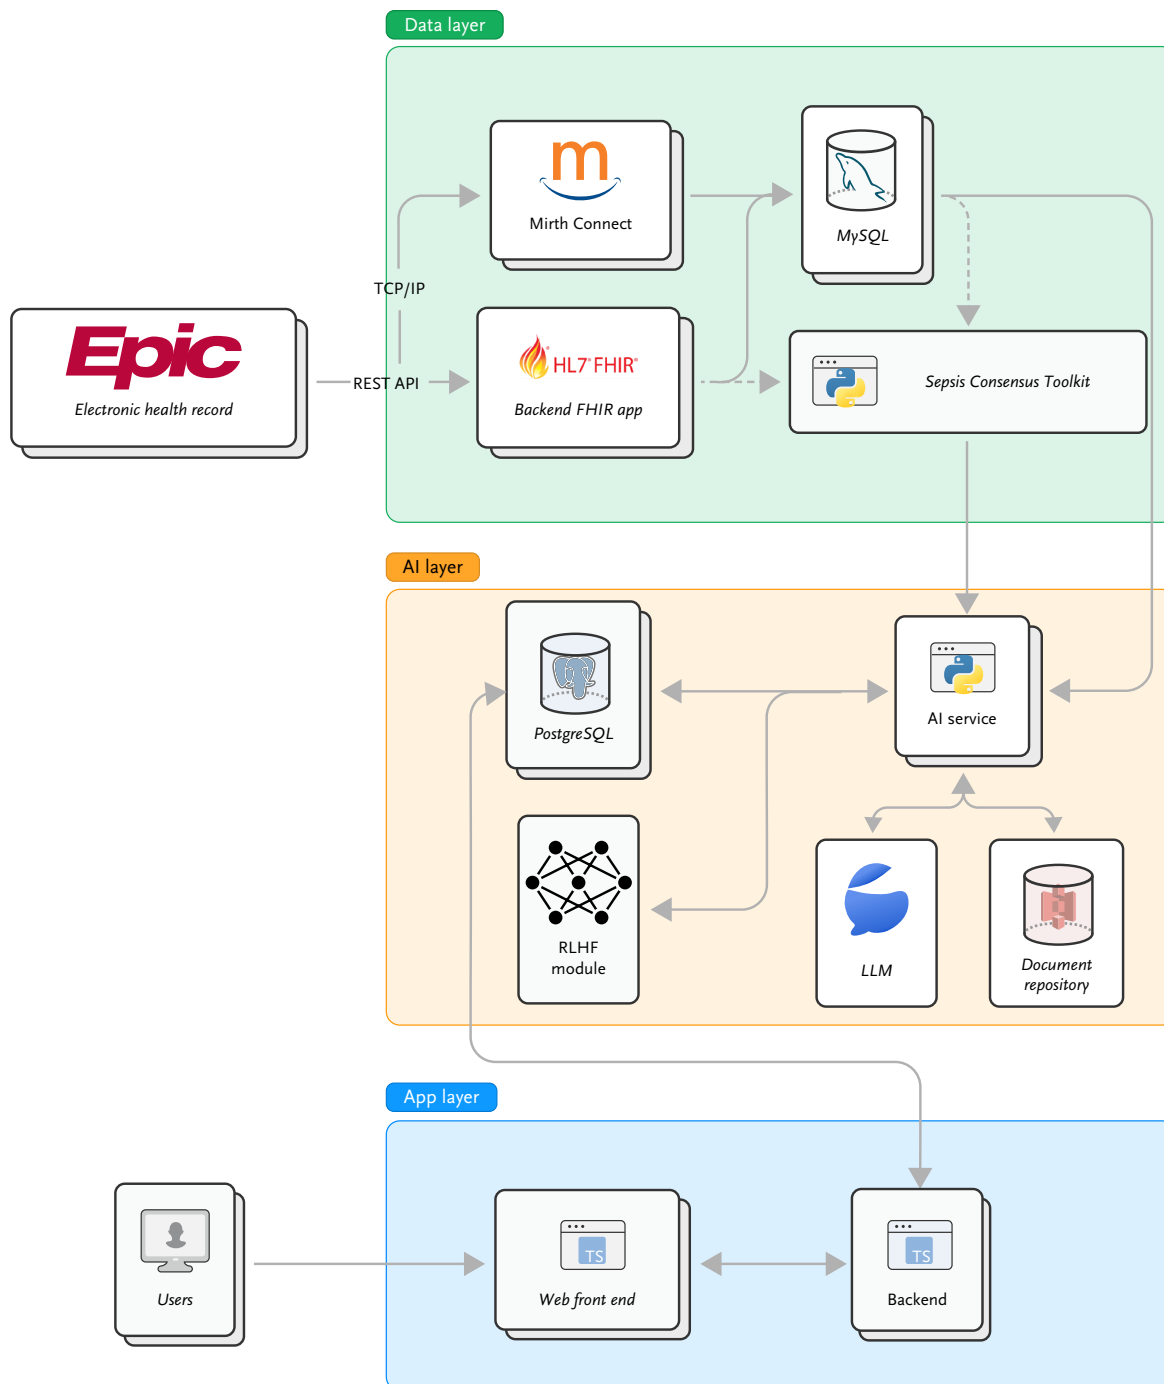 Data layer
m
Mirth Connect
MySQL
TCP/IP
Epic
Electronic health record
REST API
HL7® FHIR®
Backend FHIR app
Sepsis Consensus Toolkit
AI layer
PostgreSQL
AI service
RLHF
module
LLM
Document
repository
App layer
Users
TS
Web front end
TS
Backend